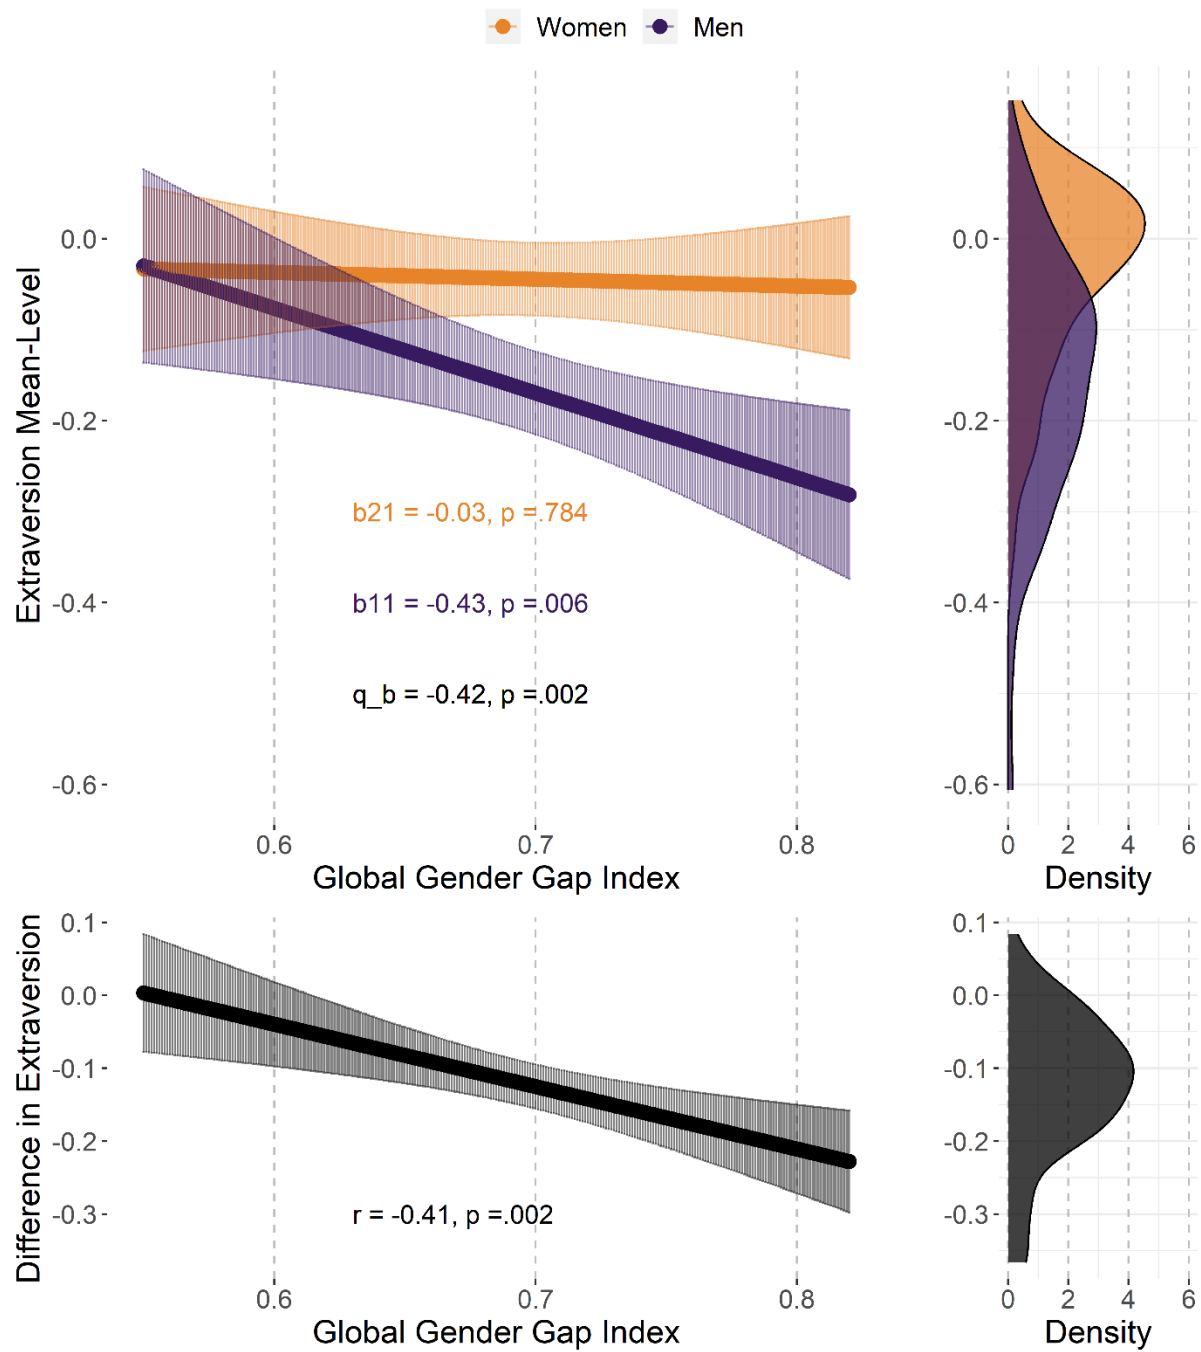 Women Men
Extraversion Mean-Level
0.0
-0.2
-0.4
-0.6
b21 = -0.03, p =.784
b11 = -0.43, p =.006
q_b = -0.42, p =.002
0.6 0.7 0.8
Global Gender Gap Index
0.0
-0.2
-0.4
-0.6
0 2 4 6
Density
Difference in Extraversion
0.1
0.0
-0.1
-0.2
-0.3
r = -0.41, p =.002
0.6 0.7 0.8
Global Gender Gap Index
0.1
0.0
-0.1
-0.2
-0.3
0 2 4 6
Density